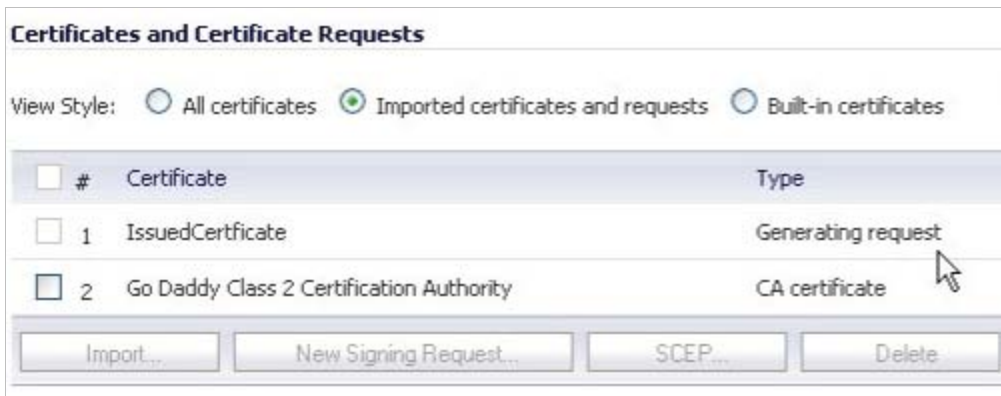 Certificates and Certificate Requests
View Style: All certificates Imported certificates and requests Built-in certificates
# Certificate Type
1 IssuedCertficate Generating request
2 Go Daddy Class 2 Certification Authority CA certificate
Import... New Signing Request... SCEP... Delete